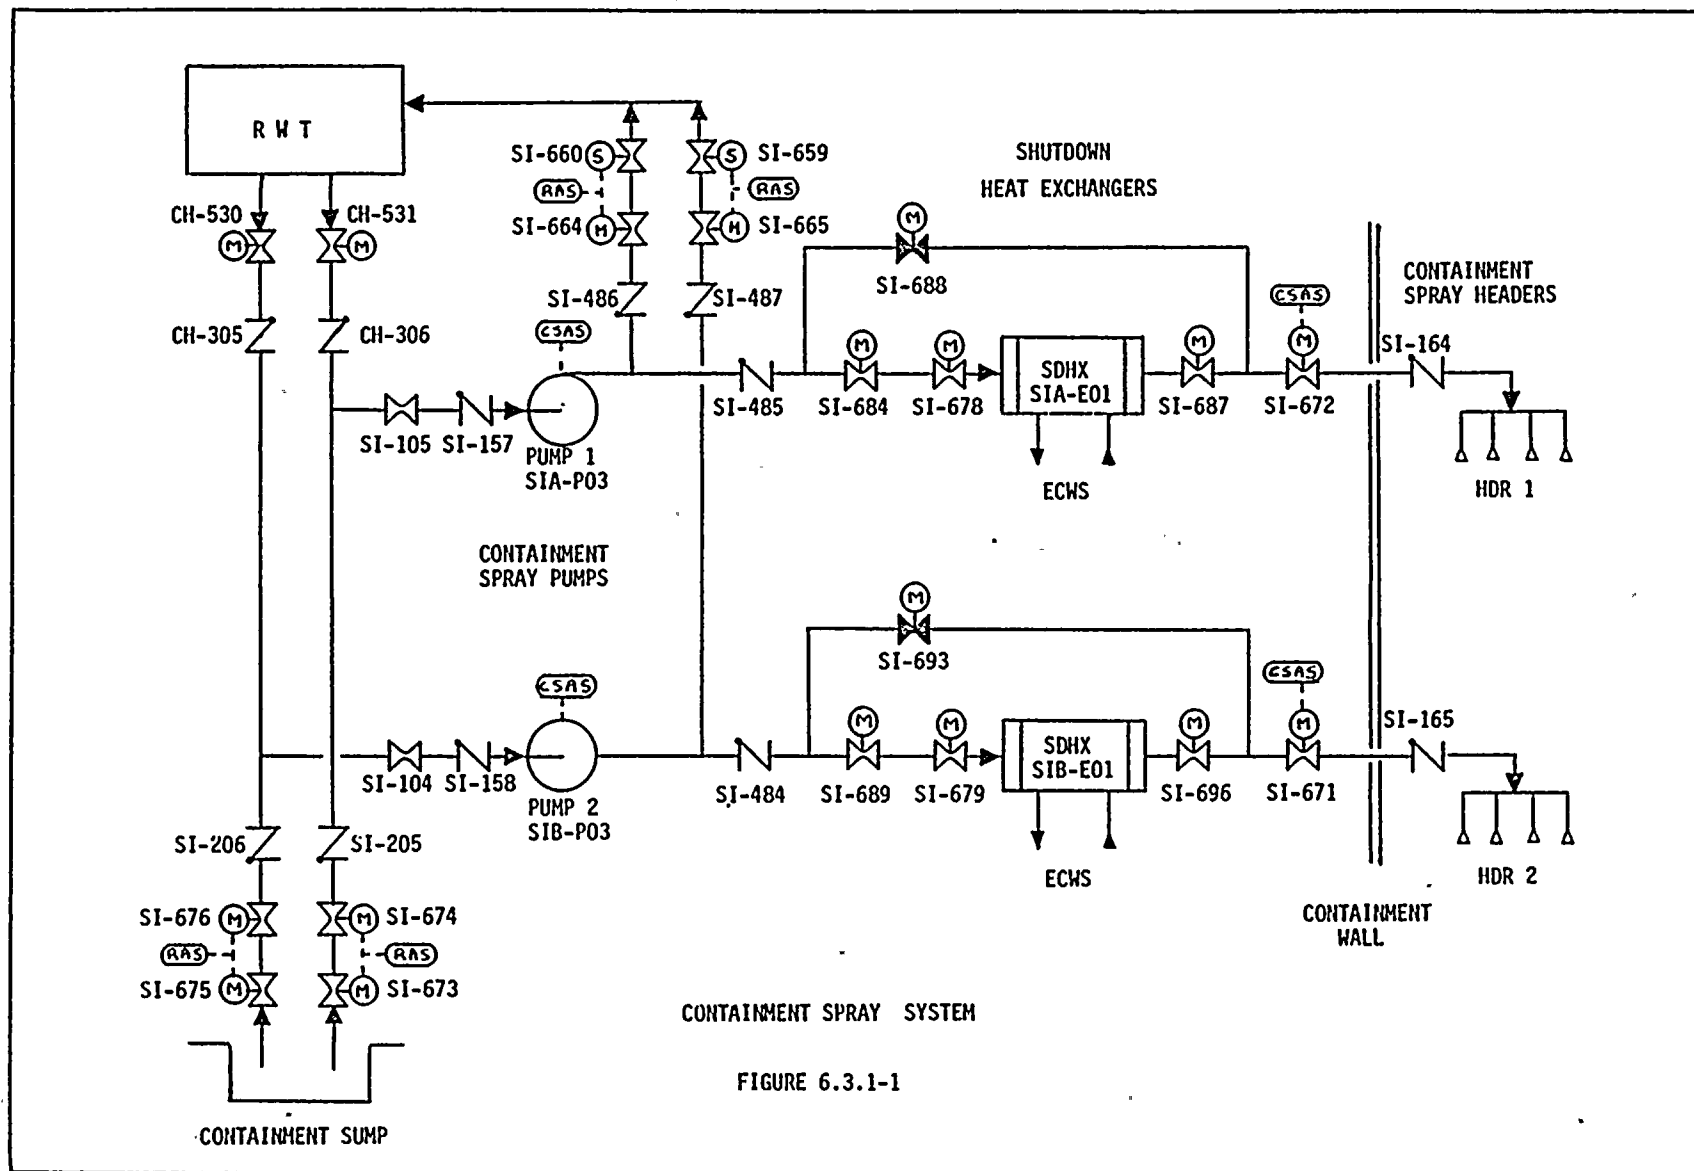 RWT
CH-530
CH-531
M
M
CH-305
CH-306
SI-660
S
S
SI-659
RAS
RAS
SI-664
M
M
SI-665
SI-486
SI-487
CSAS
SI-105
SI-157
PUMP 1
SIA-P03
SI-485
SHUTDOWN
HEAT EXCHANGERS
M
SI-688
M
SI-684
M
SI-678
SDHX
SIA-E01
ECWS
M
SI-687
CSAS
M
SI-672
CONTAINMENT
SPRAY HEADERS
SI-164
HDR 1
CONTAINMENT
SPRAY PUMPS
CSAS
SI-104
SI-158
PUMP 2
SIB-P03
SI-484
M
SI-693
M
SI-689
M
SI-679
SDHX
SIB-E01
ECWS
M
SI-696
CSAS
M
SI-671
SI-165
HDR 2
CONTAINMENT
WALL
SI-206
SI-205
SI-676
M
M
SI-674
RAS
RAS
SI-675
M
M
SI-673
CONTAINMENT SUMP
CONTAINMENT SPRAY SYSTEM
FIGURE 6.3.1-1